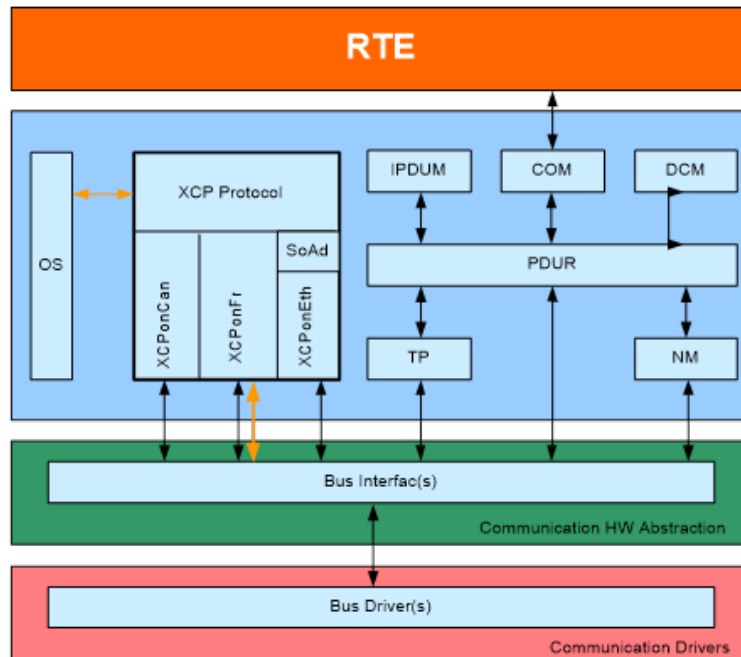 RTE
IPDUM
COM
DCM
XCP Protocol
SoAd
OS
PDUR
XCPonCan
XCPonFr
XCPonEth
TP
NM
Bus Interfac(s)
Communication HW Abstraction
Bus Driver(s)
Communication Drivers